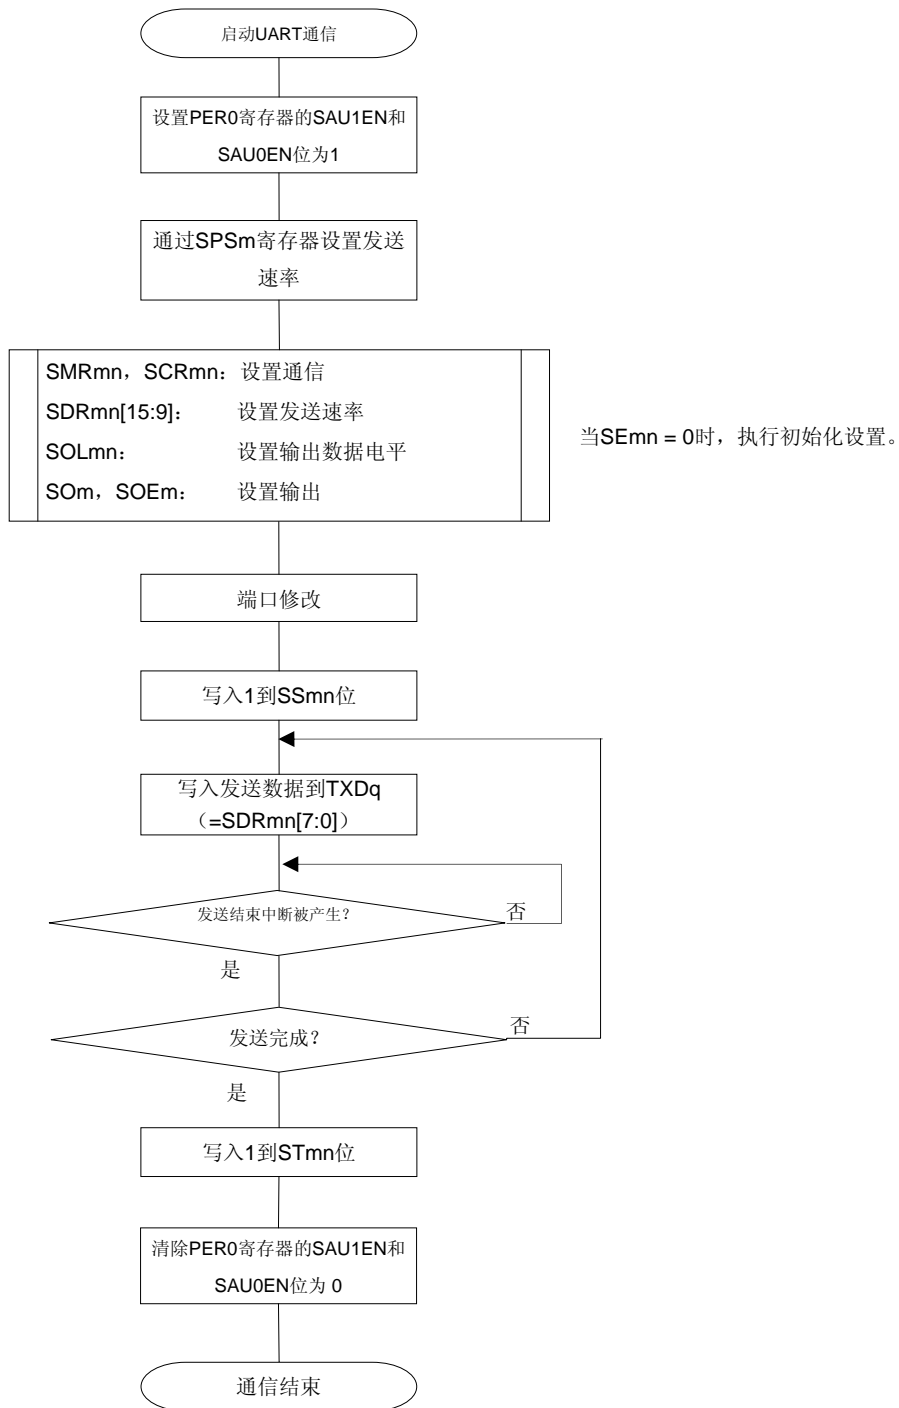 启动UART通信
设置PER0寄存器的SAU1EN和
SAU0EN位为1
通过SPSm寄存器设置发送
速率
SMRmn，SCRmn：设置通信
SDRmn[15:9]： 设置发送速率
SOLmn： 设置输出数据电平
SOm，SOEm： 设置输出
当SEmn = 0时，执行初始化设置。
端口修改
写入1到SSmn位
写入发送数据到TXDq
（=SDRmn[7:0]）
发送结束中断被产生？
否
是
发送完成？
否
是
写入1到STmn位
清除PER0寄存器的SAU1EN和
SAU0EN位为 0
通信结束